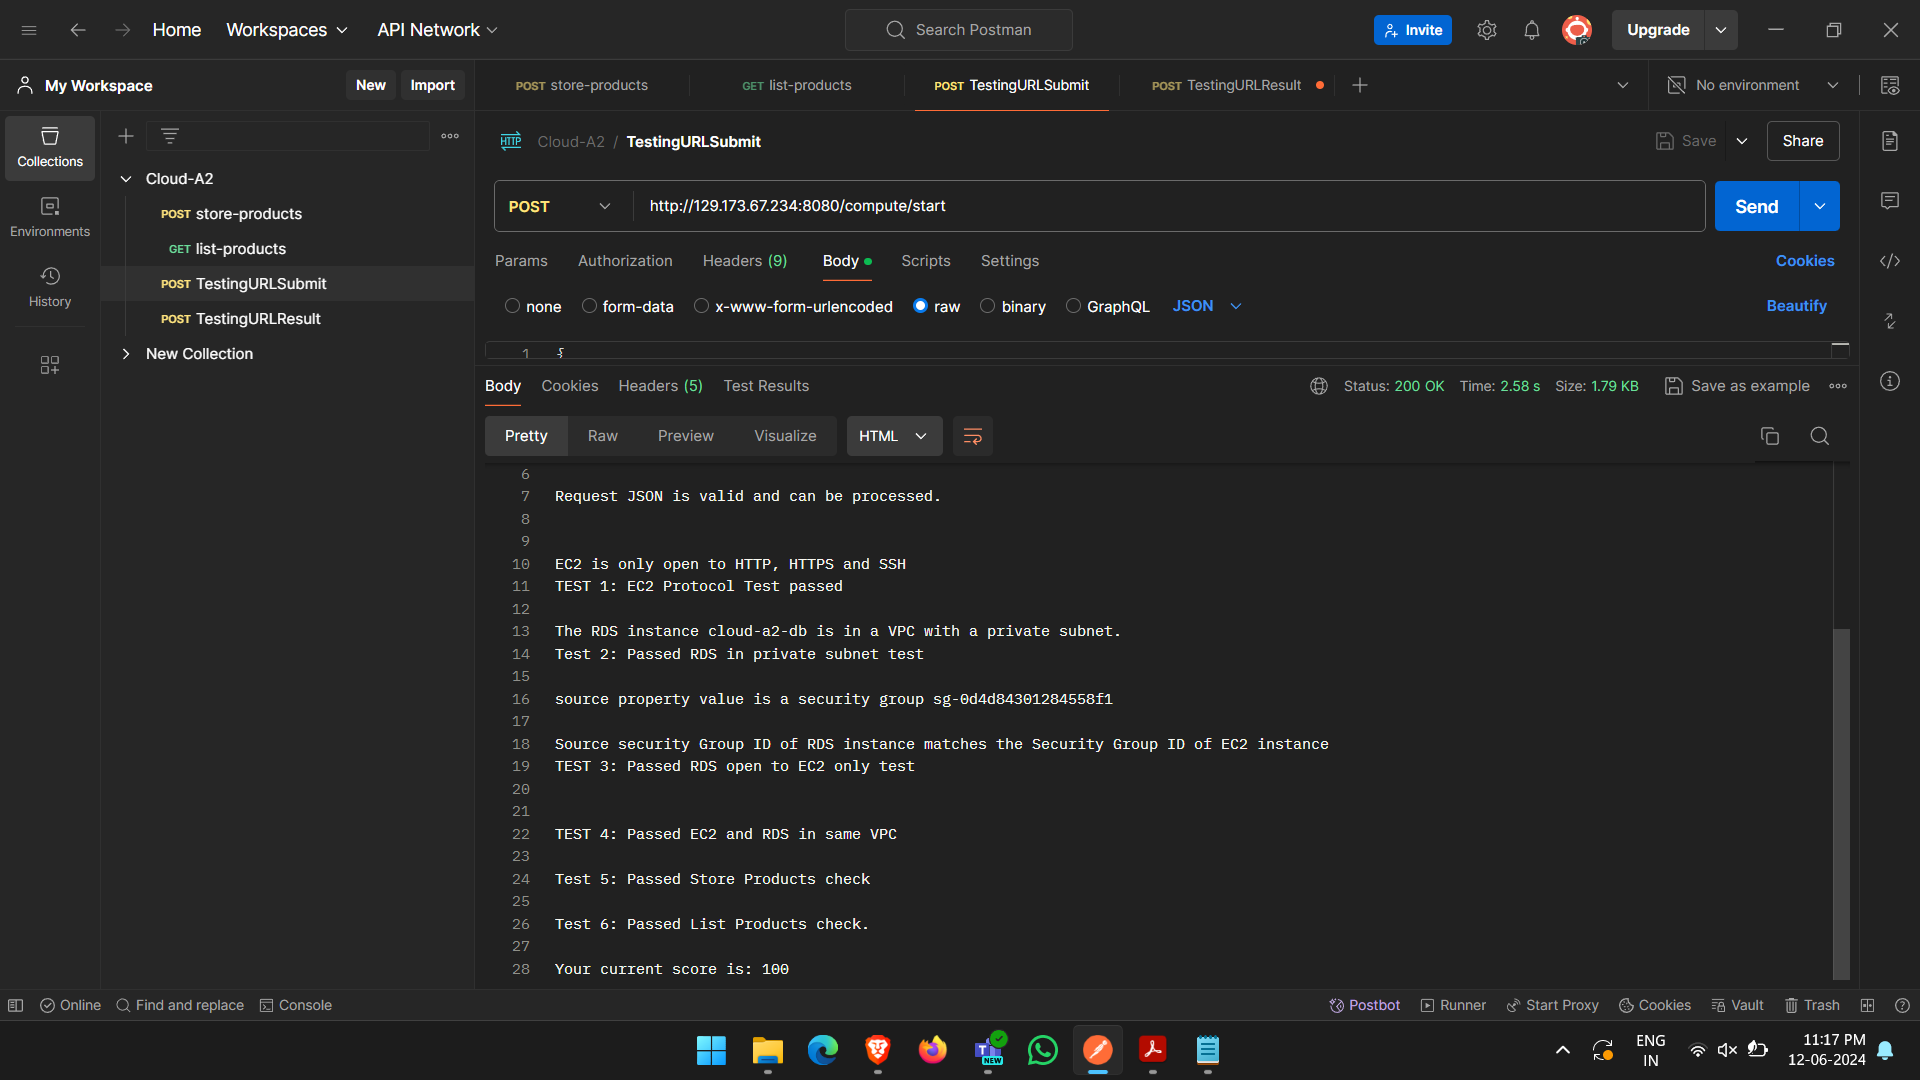 Home Workspaces API Network Search Postman Invite Upgrade
My Workspace New Import POST store-products GET list-products POST TestingURLSubmit POST TestingURLResult No environment
Collections
Environments
History
Cloud-A2
POST store-products
GET list-products
POST TestingURLSubmit
POST TestingURLResult
New Collection
HTTP Cloud-A2 / TestingURLSubmit Save Share
POST http://129.173.67.234:8080/compute/start Send
Params Authorization Headers (9) Body Scripts Settings Cookies
none form-data x-www-form-urlencoded raw binary GraphQL JSON Beautify
1 {
Body Cookies Headers (5) Test Results Status: 200 OK Time: 2.58 s Size: 1.79 KB Save as example
Pretty Raw Preview Visualize HTML
6
7 Request JSON is valid and can be processed.
8
9
10 EC2 is only open to HTTP, HTTPS and SSH
11 TEST 1: EC2 Protocol Test passed
12
13 The RDS instance cloud-a2-db is in a VPC with a private subnet.
14 Test 2: Passed RDS in private subnet test
15
16 source property value is a security group sg-0d4d84301284558f1
17
18 Source security Group ID of RDS instance matches the Security Group ID of EC2 instance
19 TEST 3: Passed RDS open to EC2 only test
20
21
22 TEST 4: Passed EC2 and RDS in same VPC
23
24 Test 5: Passed Store Products check
25
26 Test 6: Passed List Products check.
27
28 Your current score is: 100
Online Find and replace Console Postbot Runner Start Proxy Cookies Vault Trash
NEW
ENG
IN
11:17 PM
12-06-2024